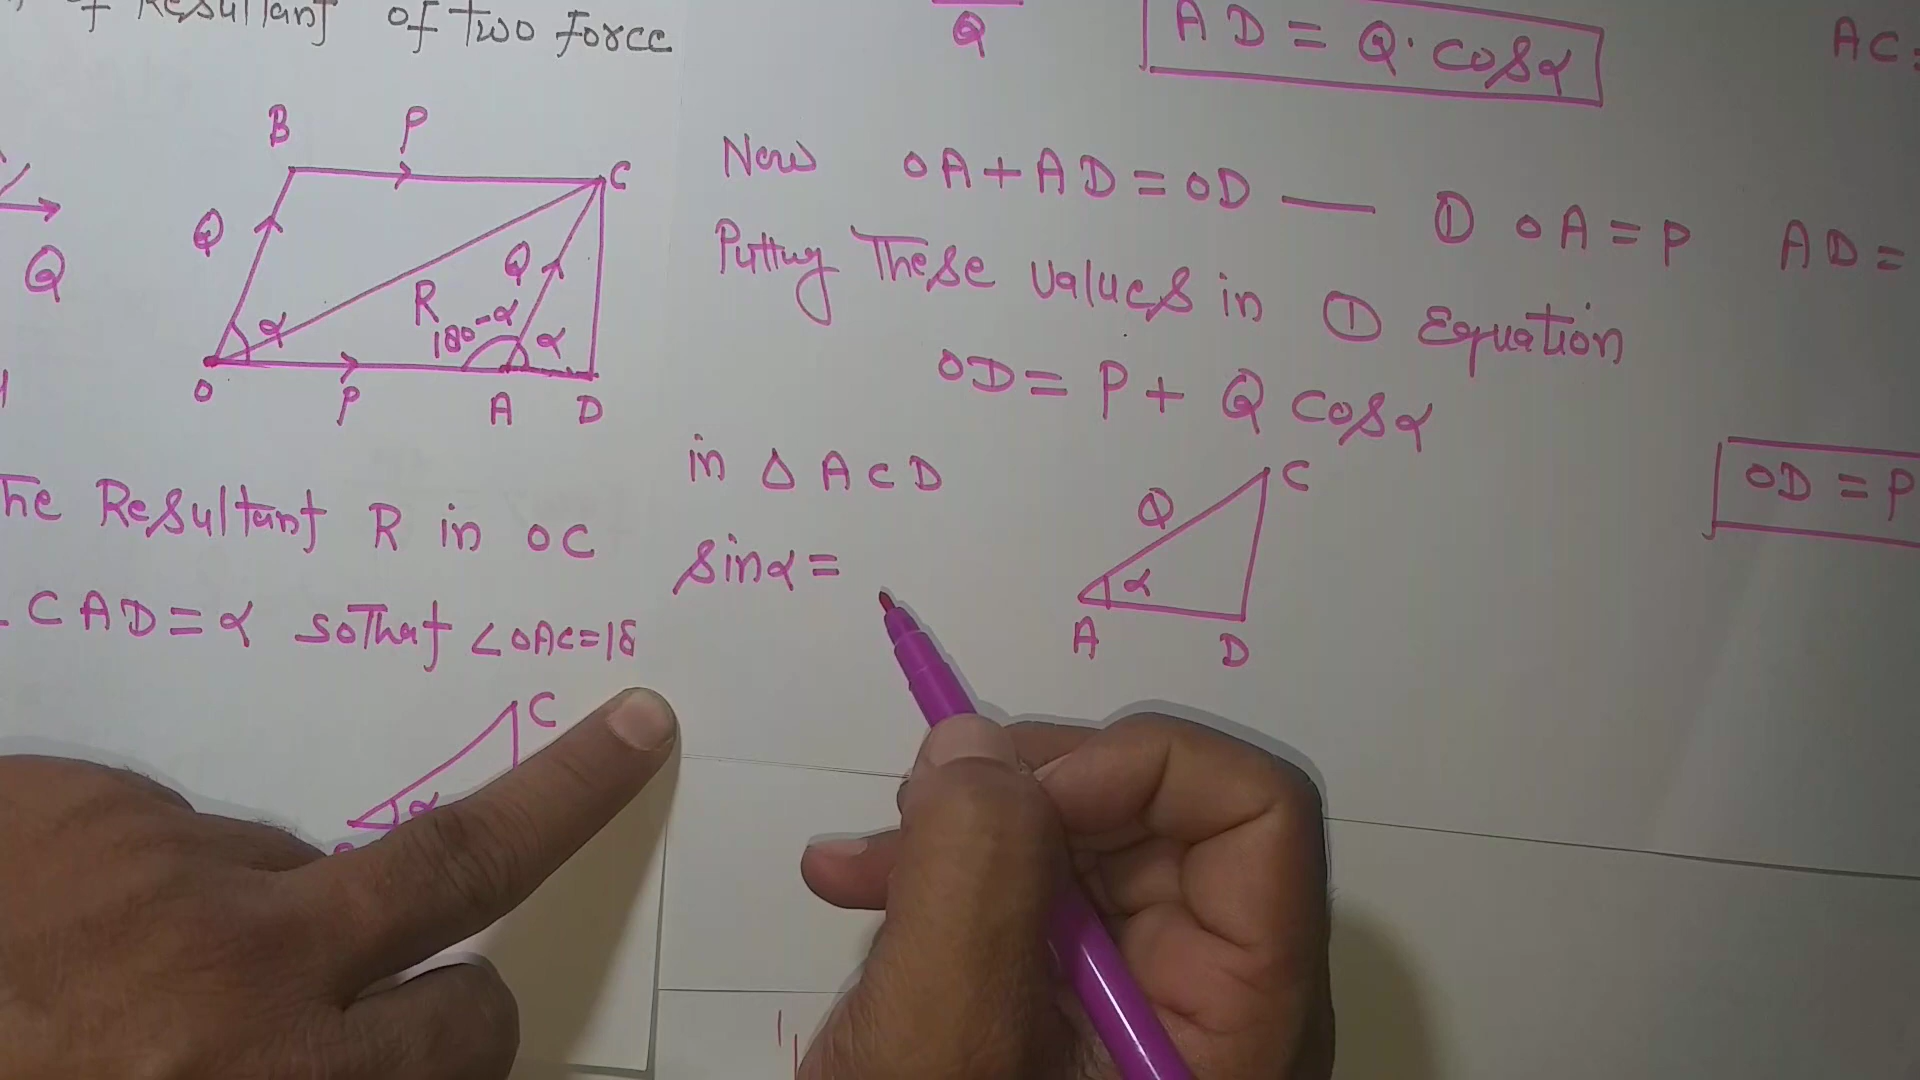 of Resultant of two force
B P C
Q Q R
180-α α
α
O P A D
Q
The Resultant R in OC
CAD = α so That ∠OAC=18
C
α
Q AD = Q. cosα AC=
Now OA + AD = OD — ① OA = P AD =
Putting These values in ① Equation
OD = P + Q cosα
OD = P
in Δ ACD
sinα =
Q C
α
A D